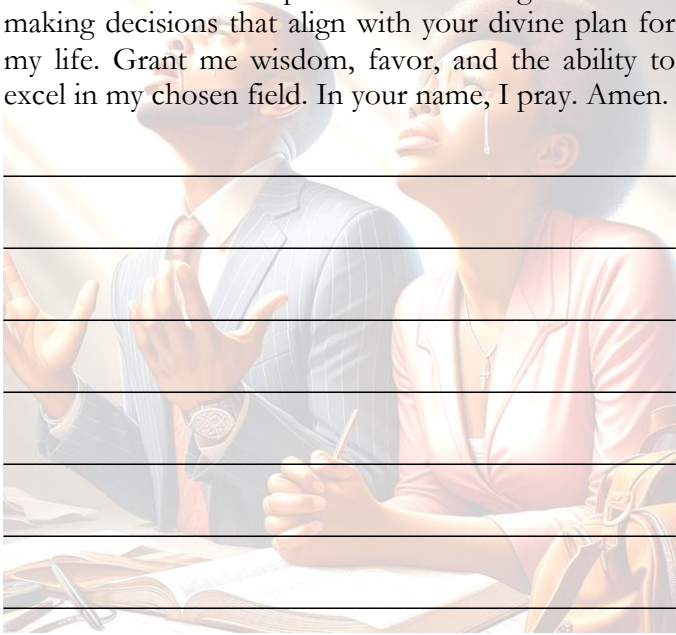 making decisions that align with your divine plan for
my life. Grant me wisdom, favor, and the ability to
excel in my chosen field. In your name, I pray. Amen.